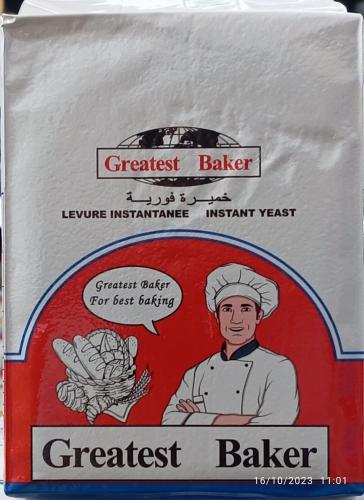 Greatest Baker
خميرة فورية
LEVURE INSTANTANEE INSTANT YEAST
Greatest Baker
For best baking
Greatest Baker
16/10/2023 11:01